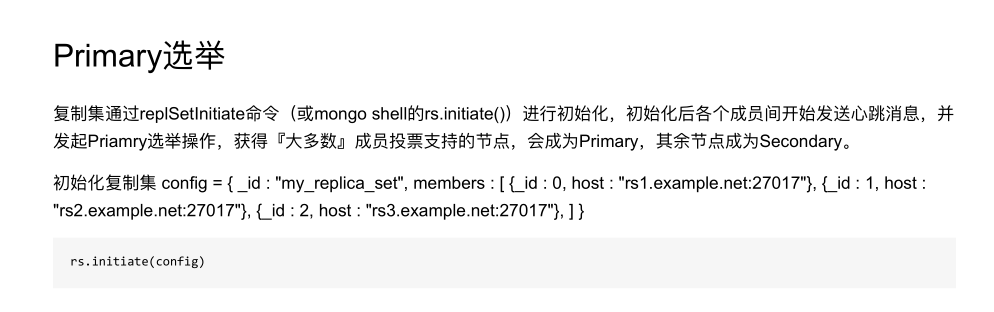 Primary选举
复制集通过replSetInitiate命令（或mongo shell的rs.initiate()）进行初始化，初始化后各个成员间开始发送心跳消息，并
发起Priamry选举操作，获得『大多数』成员投票支持的节点，会成为Primary，其余节点成为Secondary。
初始化复制集 config = { _id : "my_replica_set", members : [ {_id : 0, host : "rs1.example.net:27017"}, {_id : 1, host :
"rs2.example.net:27017"}, {_id : 2, host : "rs3.example.net:27017"}, ] }
rs.initiate(config)